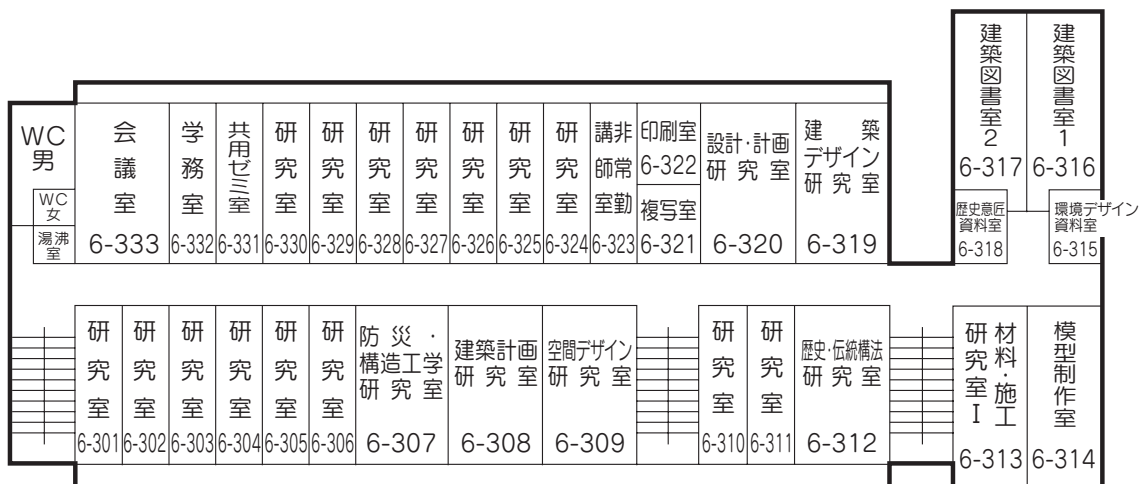 WC男
WC女
湯沸室
会議室
6-333
学務室
6-332
共用ゼミ室
6-331
研究室
6-330
研究室
6-329
研究室
6-328
研究室
6-327
研究室
6-326
研究室
6-325
研究室
6-324
非常勤講師室
6-323
印刷室
6-322
複写室
6-321
設計・計画
研究室
6-320
建築
デザイン
研究室
6-319
建築図書室2
6-317
建築図書室1
6-316
歴史意匠
資料室
6-318
環境デザイン
資料室
6-315
研究室
6-301
研究室
6-302
研究室
6-303
研究室
6-304
研究室
6-305
研究室
6-306
防災・
構造工学
研究室
6-307
建築計画
研究室
6-308
空間デザイン
研究室
6-309
研究室
6-310
研究室
6-311
歴史・伝統構法
研究室
6-312
材料・施工
研究室Ⅰ
6-313
模型制作室
6-314